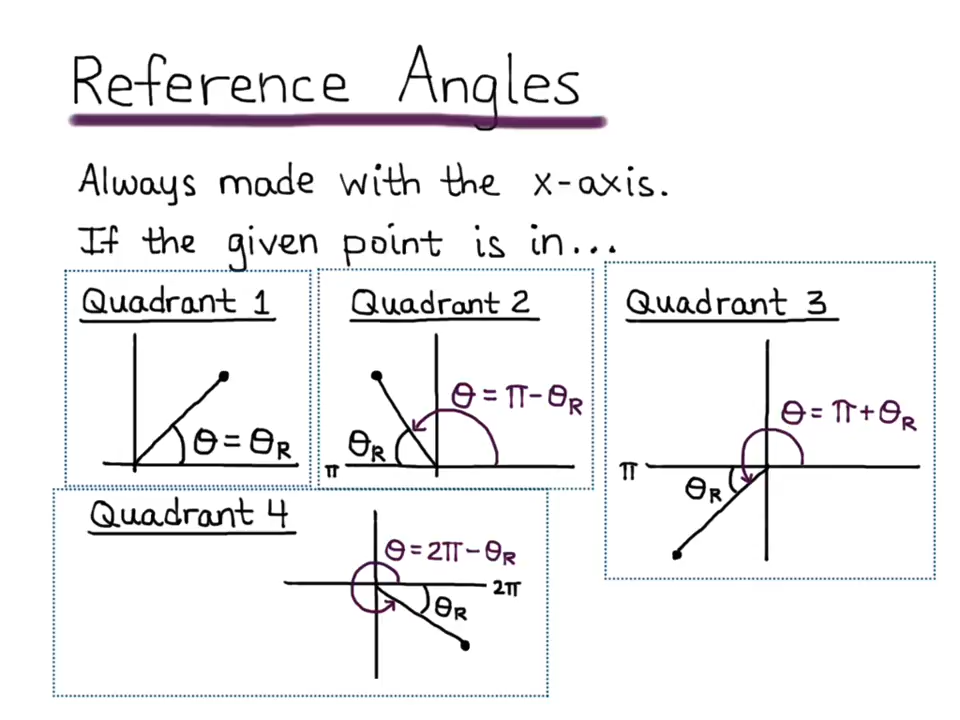 Reference Angles
Always made with the x-axis.
If the given point is in...
Quadrant 1
θ = θR
Quadrant 2
θ = π - θR
θR
π
Quadrant 3
θ = π + θR
π
θR
Quadrant 4
θ = 2π - θR
2π
θR